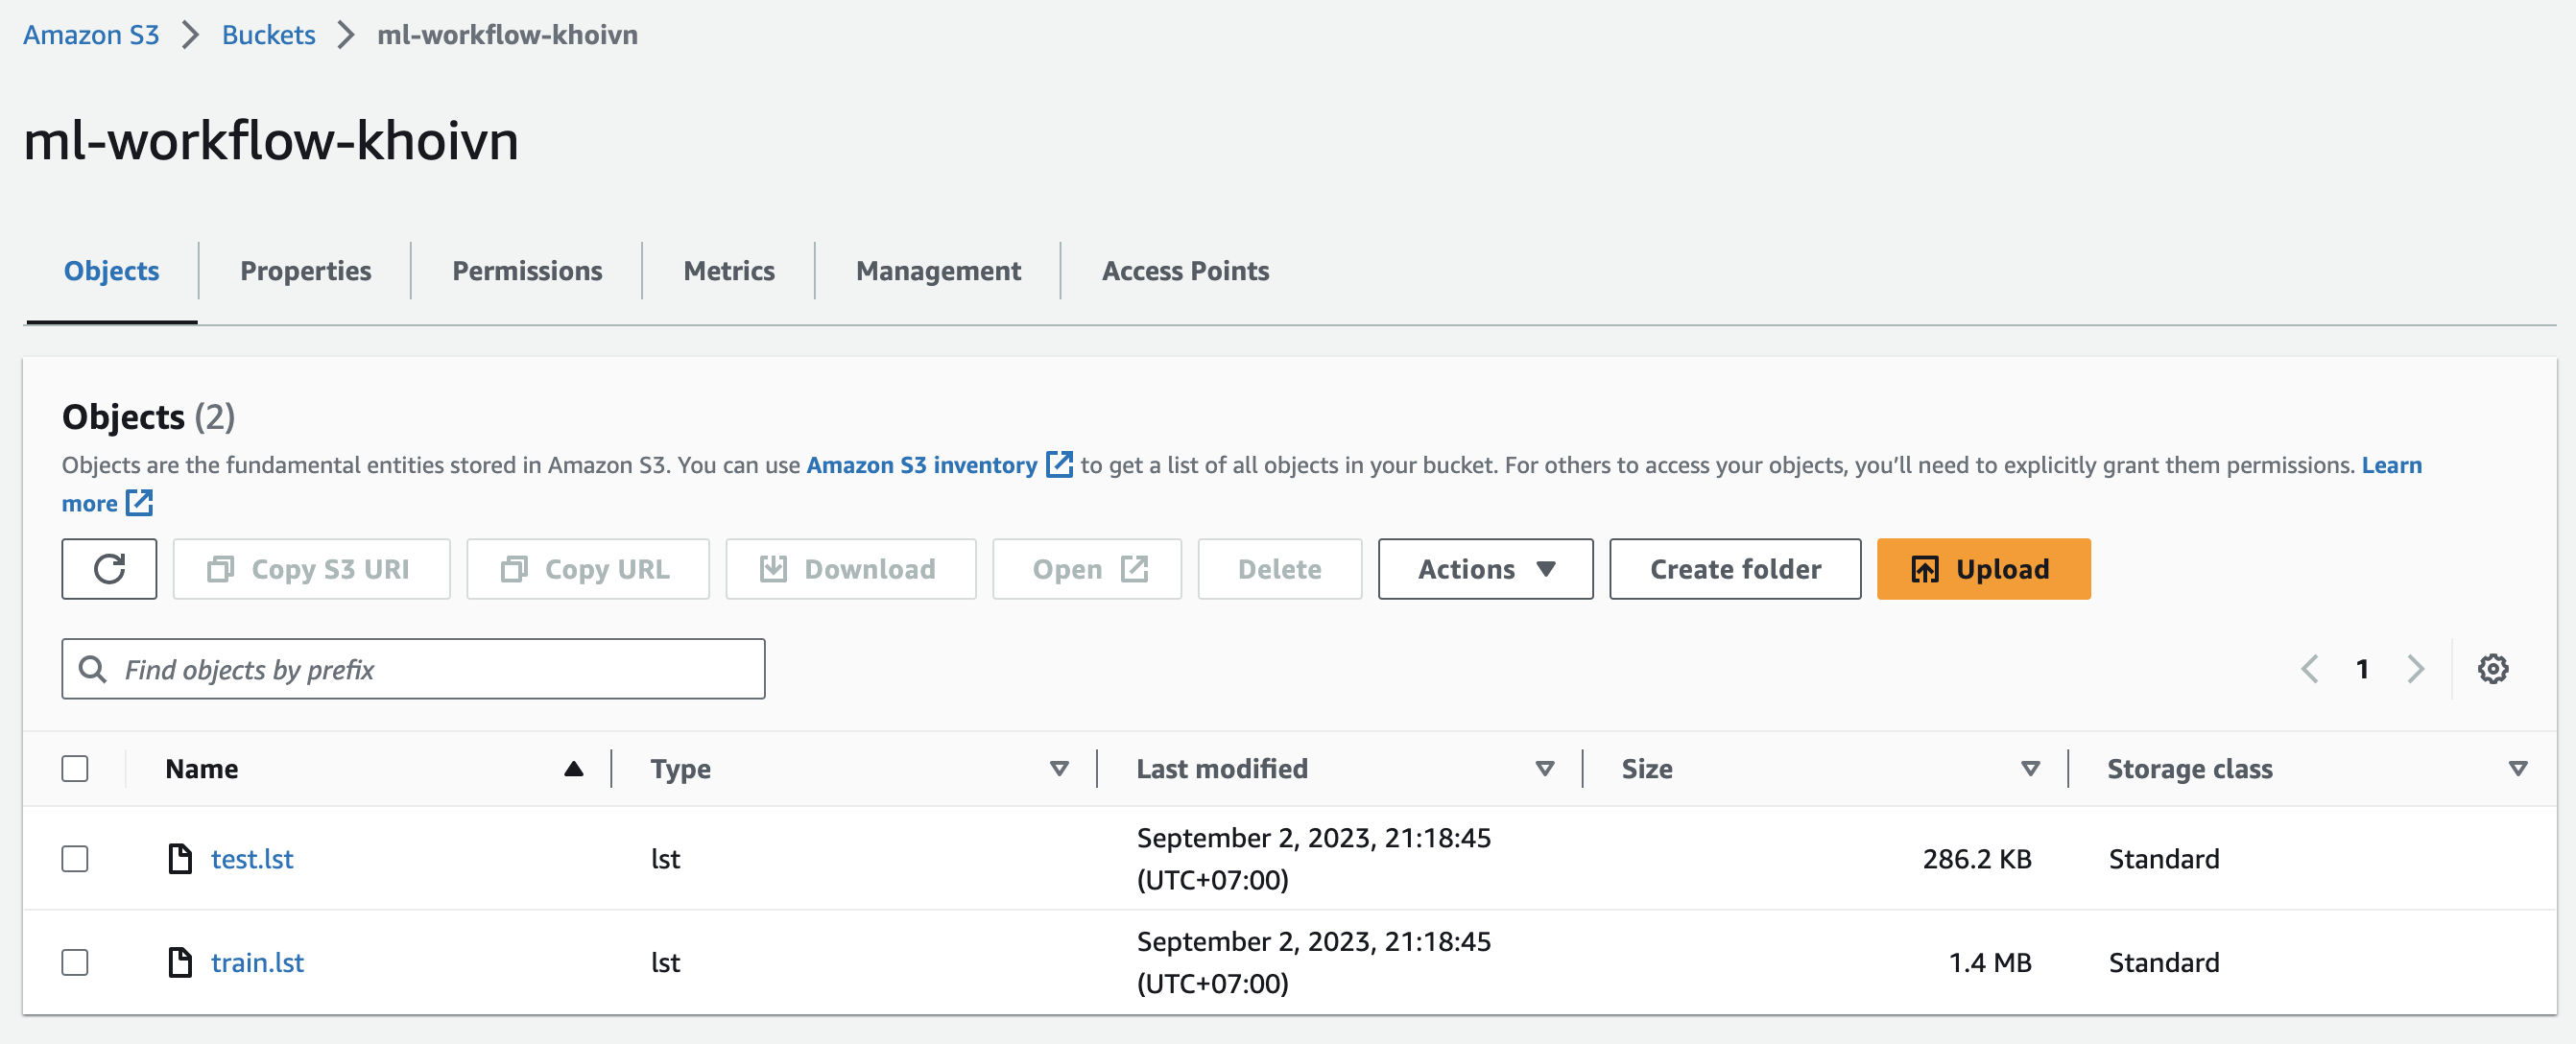 Amazon S3 Buckets ml-workflow-khoivn
ml-workflow-khoivn
Objects Properties Permissions Metrics Management Access Points
Objects (2)
Objects are the fundamental entities stored in Amazon S3. You can use Amazon S3 inventory to get a list of all objects in your bucket. For others to access your objects, you’ll need to explicitly grant them permissions. Learn
more
Copy S3 URI Copy URL Download Open Delete Actions Create folder Upload
Find objects by prefix 1
Name Type Last modified Size Storage class
test.lst lst September 2, 2023, 21:18:45 286.2 KB Standard
(UTC+07:00)
train.lst lst September 2, 2023, 21:18:45 1.4 MB Standard
(UTC+07:00)